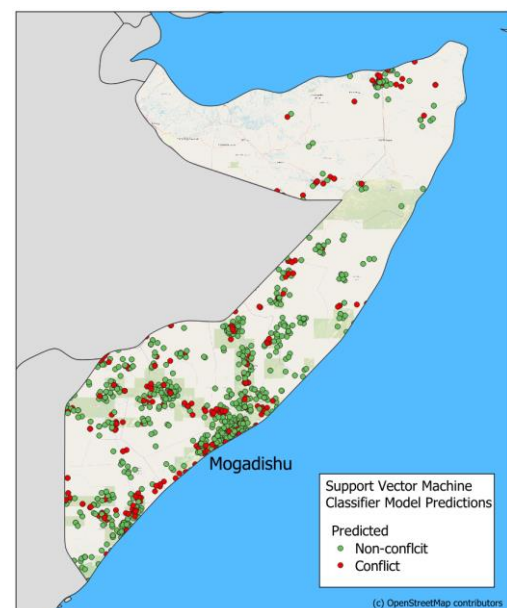 Mogadishu
Support Vector Machine
Classifier Model Predictions
Predicted
Non-conflcit
Conflict
(c) OpenStreetMap contributors